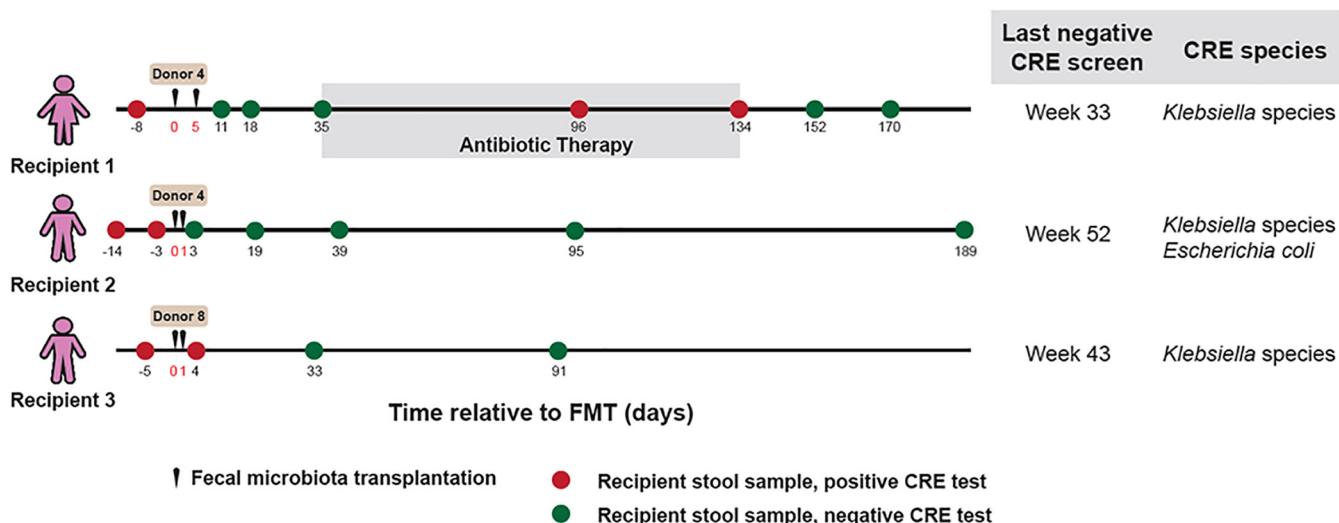 Last negative
CRE screen
CRE species
Donor 4
-8 0 5 11 18 35 96 134 152 170
Antibiotic Therapy
Recipient 1
Week 33
Klebsiella species
Donor 4
-14 -3 0 1 3 19 39 95 189
Recipient 2
Week 52
Klebsiella species
Escherichia coli
Donor 8
-5 0 1 4 33 91
Recipient 3
Week 43
Klebsiella species
Time relative to FMT (days)
Fecal microbiota transplantation
Recipient stool sample, positive CRE test
Recipient stool sample, negative CRE test